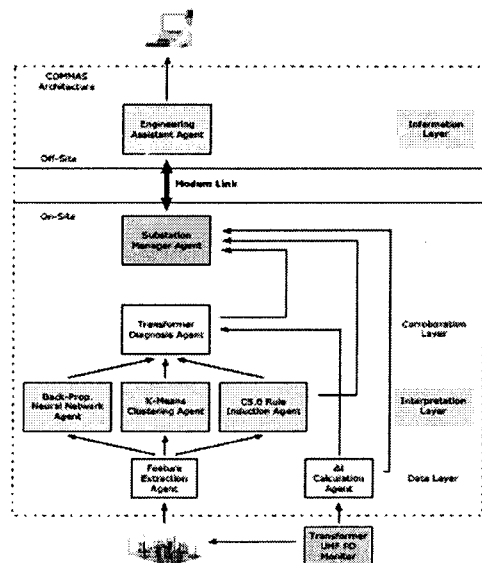 COMMAS
Architecture
Engineering
Assistant Agent
Information
Layer
Off-Site
Modem Link
On-Site
Substation
Manager Agent
Transformer
Diagnosis Agent
Corroboration
Layer
Back-Prop.
Neural Network
Agent
K-Means
Clustering Agent
C5.0 Rule
Induction Agent
Interpretation
Layer
Feature
Extraction
Agent
ΔI
Calculation
Agent
Data Layer
Transformer
UHF PD
Monitor